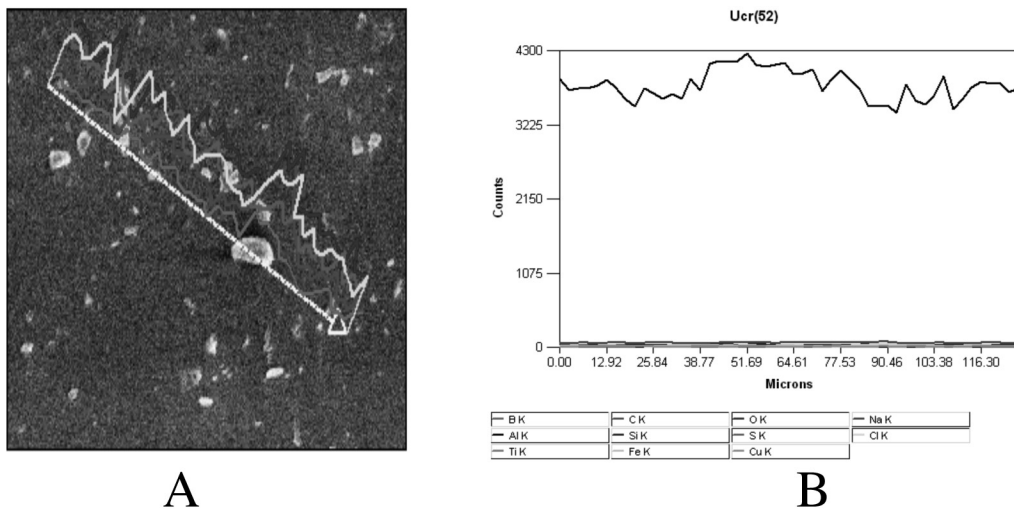 Ucr(52)
4300
3225
2150
1075
0
Counts
0.00 12.92 25.84 38.77 51.69 64.61 77.53 90.46 103.38 116.30
Microns
B K C K O K Na K
Al K Si K S K Cl K
Ti K Fe K Cu K
A B